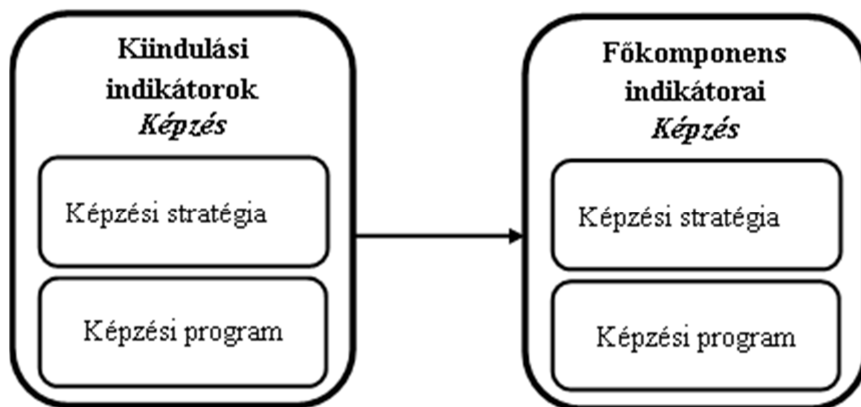 Kiindulási
indikátorok
Képzés
Képzési stratégia
Képzési program
Főkomponens
indikátorai
Képzés
Képzési stratégia
Képzési program